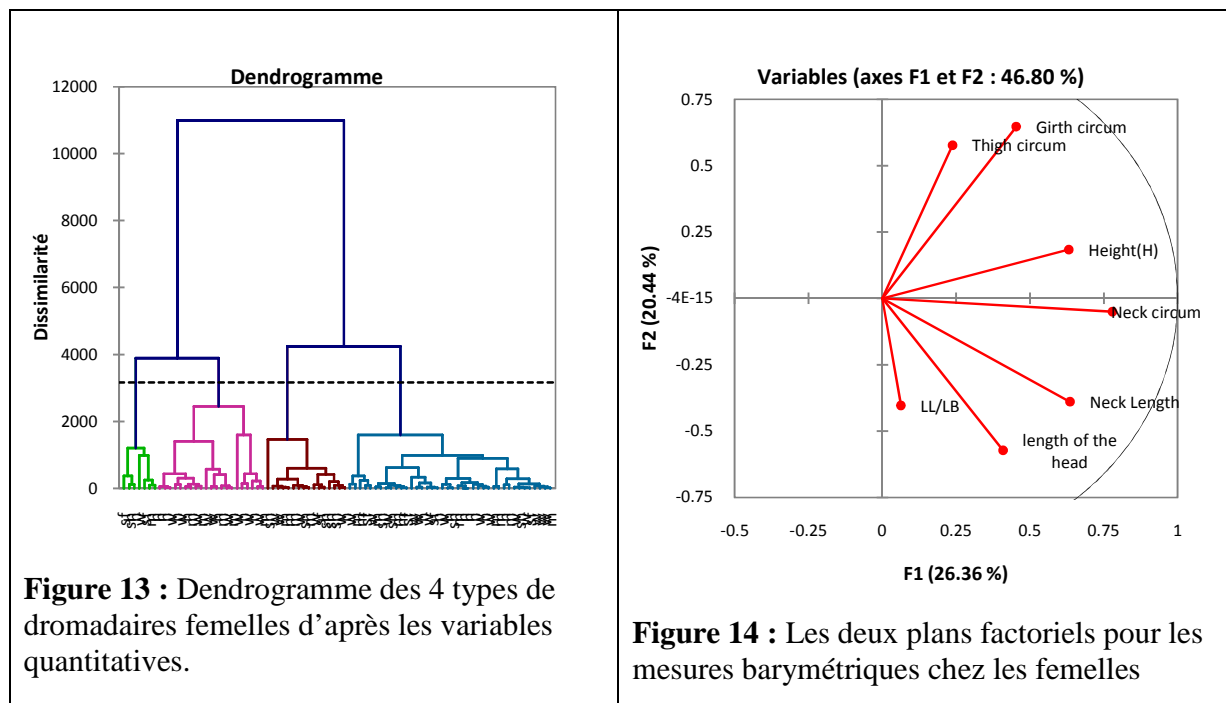 Dendrogramme
12000
10000
8000
6000
4000
2000
0
Dissimilarité
Figure 13 : Dendrogramme des 4 types de
dromadaires femelles d’après les variables
quantitatives.
Variables (axes F1 et F2 : 46.80 %)
0.75
0.5
0.25
-4E-15
-0.25
-0.5
-0.75
F2 (20.44 %)
Girth circum
Thigh circum
Height(H)
Neck circum
Neck Length
LL/LB
length of the
head
-0.5
-0.25
0
0.25
0.5
0.75
1
F1 (26.36 %)
Figure 14 : Les deux plans factoriels pour les
mesures barymétriques chez les femelles